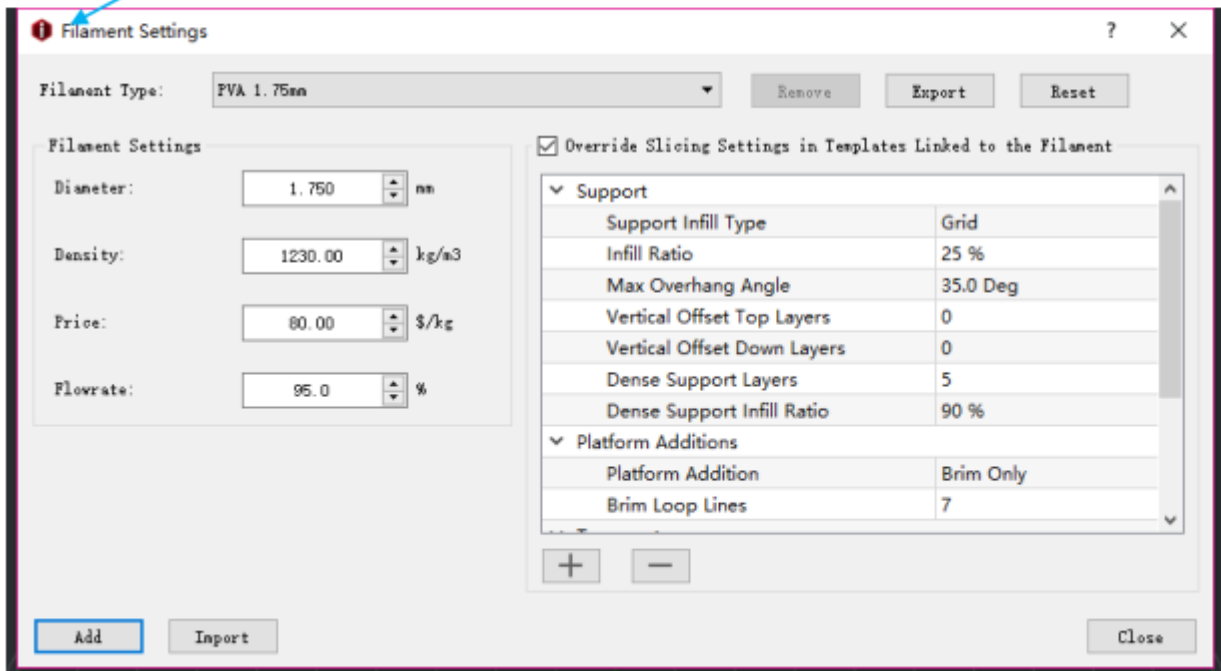 Filament Settings
Filament Type: PVA 1.75mm Remove Export Reset
Filament Settings
Diameter: 1.750 mm
Density: 1230.00 kg/m3
Price: 80.00 $/kg
Flowrate: 95.0 %
Override Slicing Settings in Templates Linked to the Filament
Support
Support Infill Type Grid
Infill Ratio 25 %
Max Overhang Angle 35.0 Deg
Vertical Offset Top Layers 0
Vertical Offset Down Layers 0
Dense Support Layers 5
Dense Support Infill Ratio 90 %
Platform Additions
Platform Addition Brim Only
Brim Loop Lines 7
Add Import Close